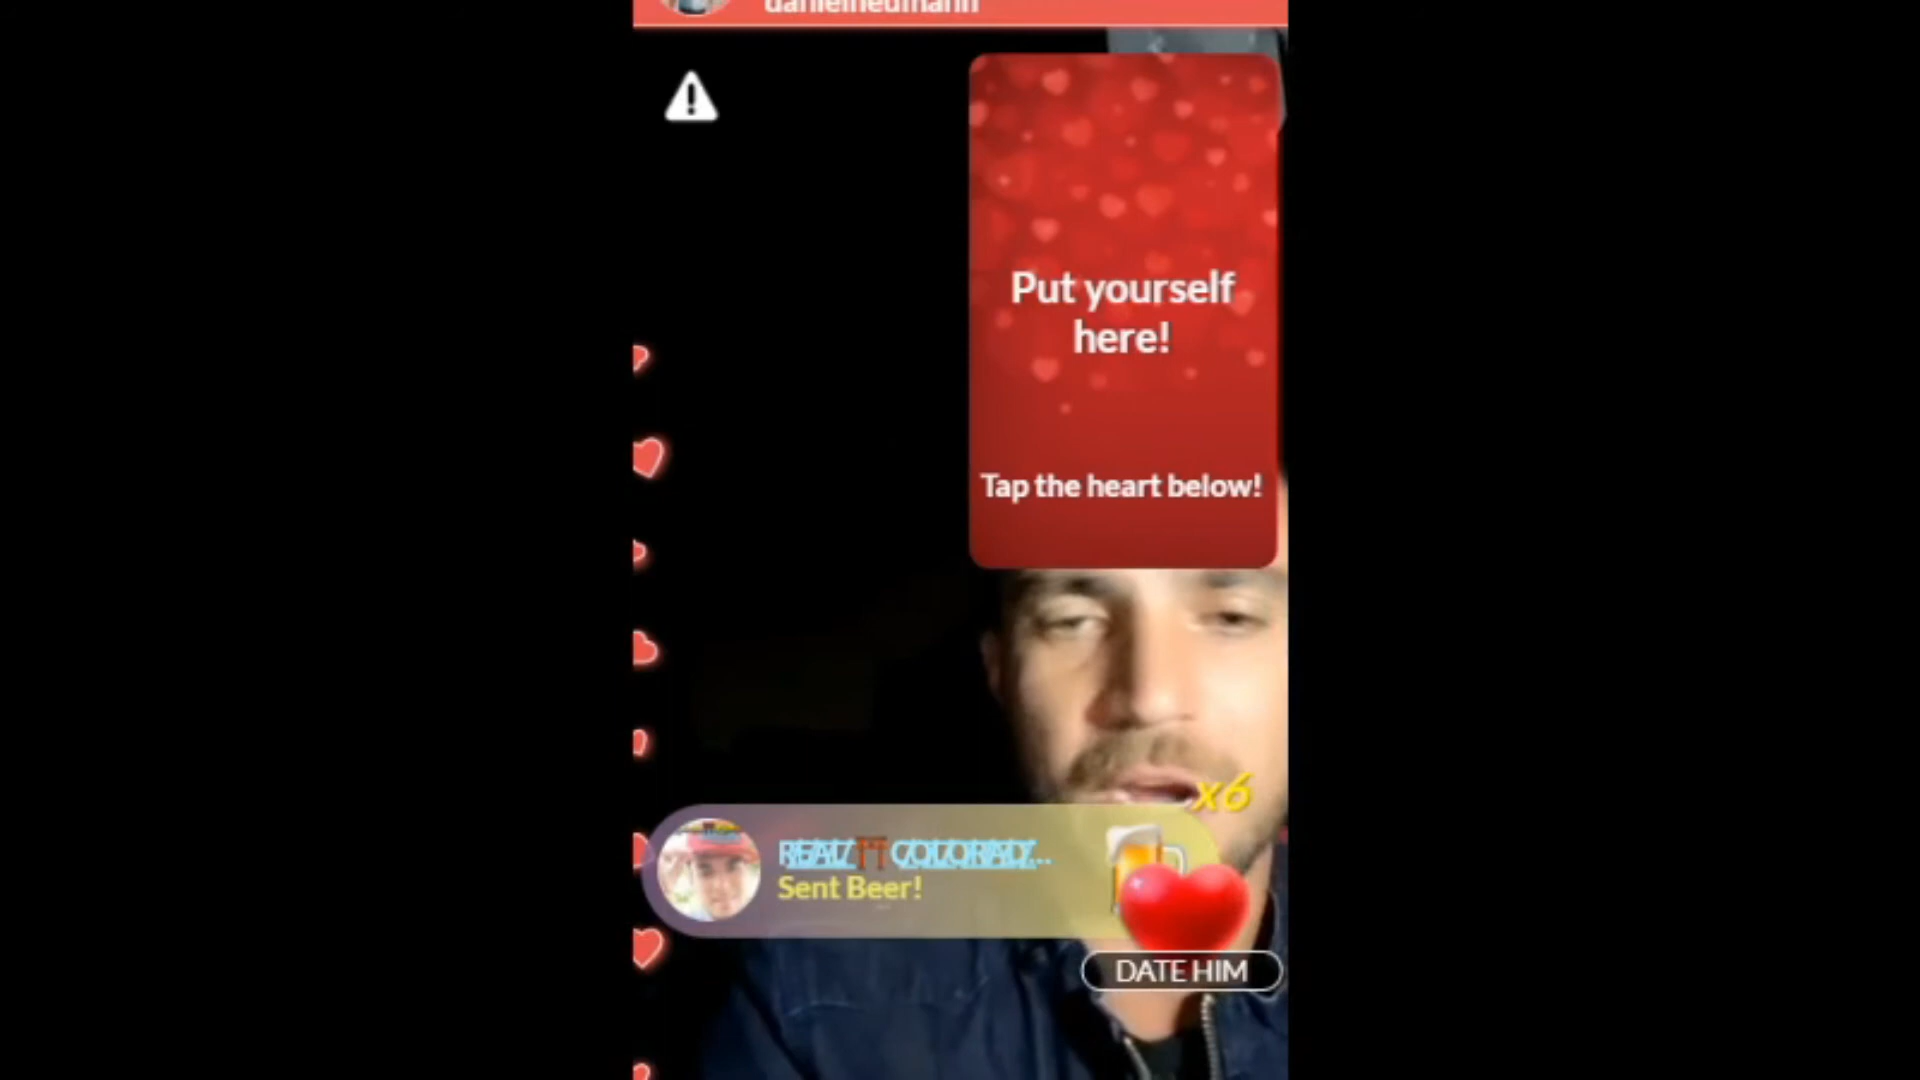 Put yourself
here!
Tap the heart below!
x6
Sent Beer!
DATE HIM